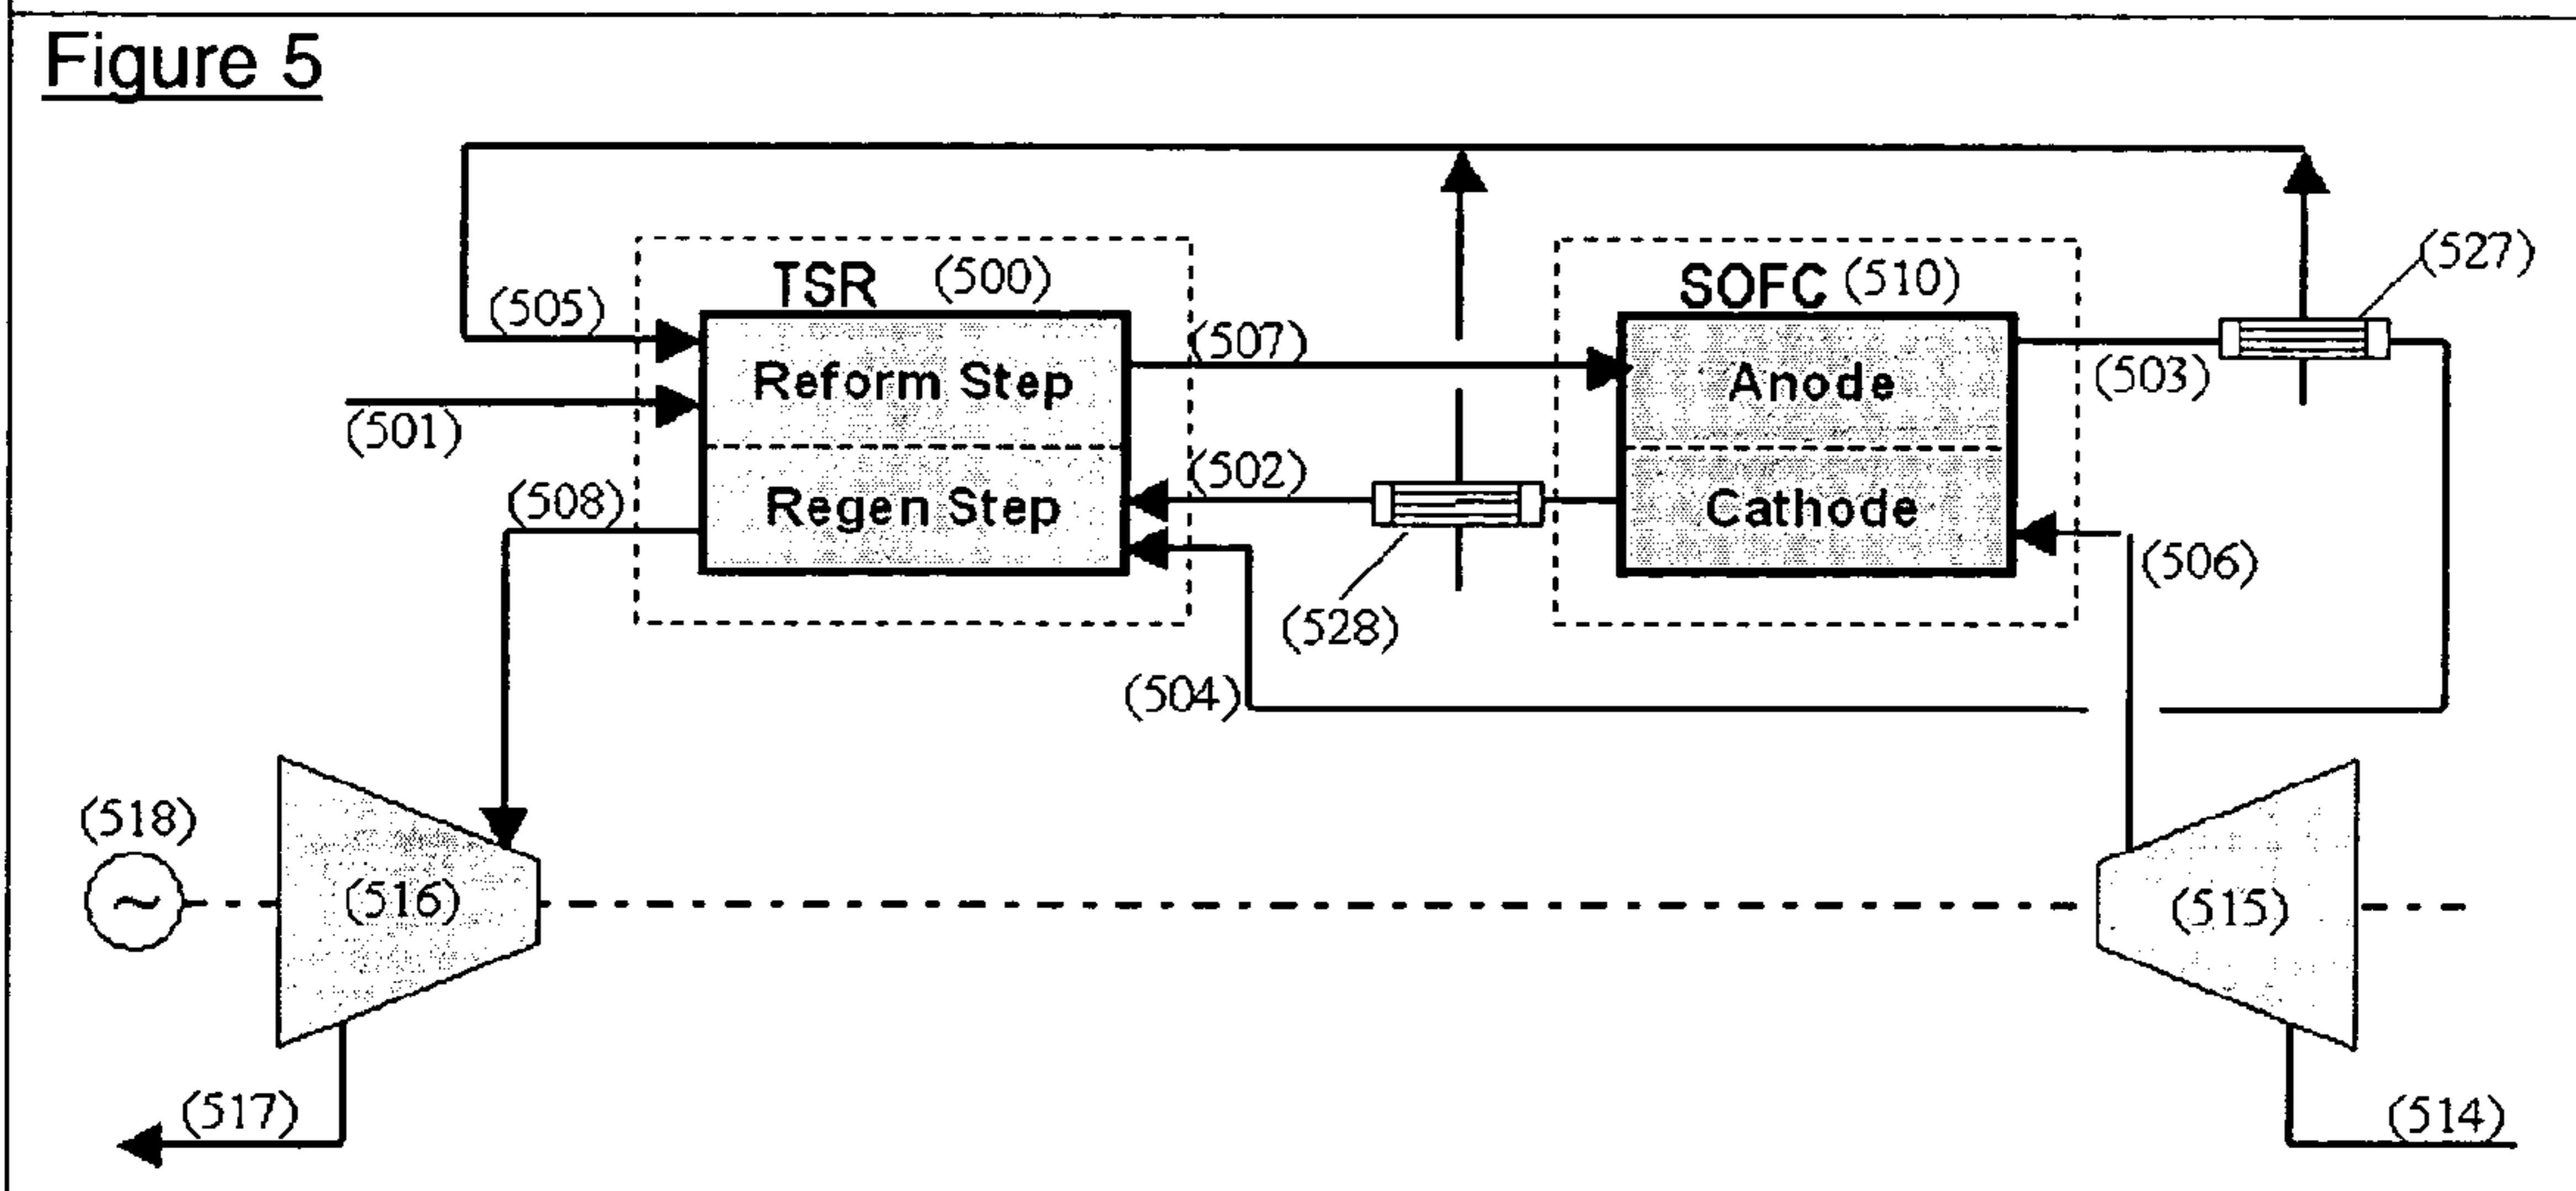 Figure 5
(527)
TSR (500)
SOFC (510)
(505)
(507)
Reform Step
Anode
(503)
(501)
(502)
(508)
Regen Step
Cathode
(506)
(528)
(504)
(518)
(516)
(515)
~
(517)
(514)